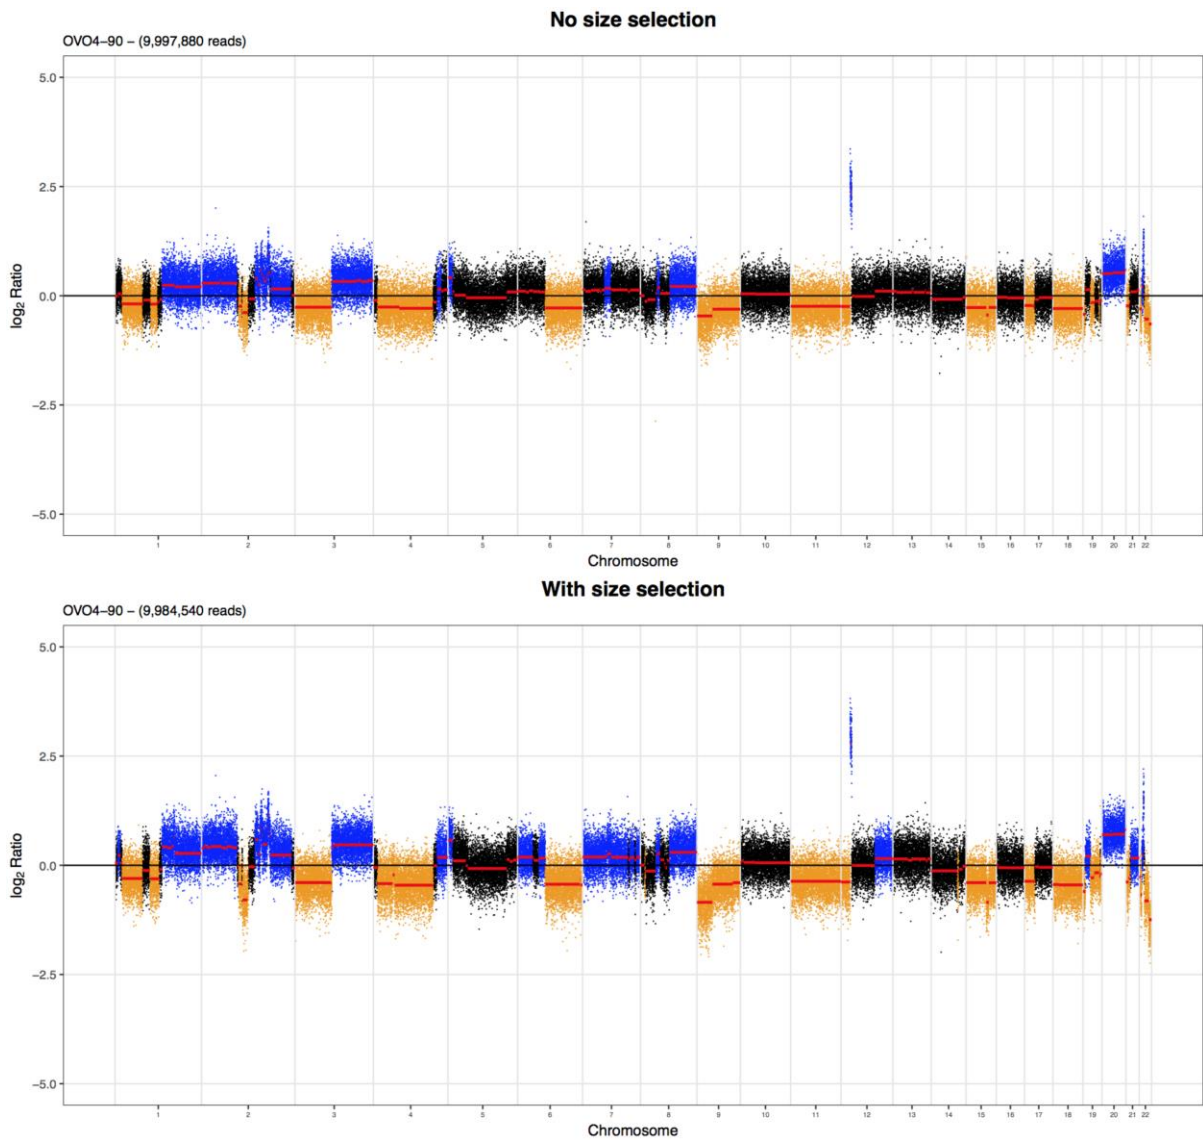 No size selection
OVO4-90 – (9,997,880 reads)
5.0
2.5
0.0
−2.5
−5.0
log2 Ratio
1 2 3 4 5 6 7 8 9 10 11 12 13 14 15 16 17 18 19 20 21 22
Chromosome
With size selection
OVO4-90 – (9,984,540 reads)
5.0
2.5
0.0
−2.5
−5.0
log2 Ratio
1 2 3 4 5 6 7 8 9 10 11 12 13 14 15 16 17 18 19 20 21 22
Chromosome